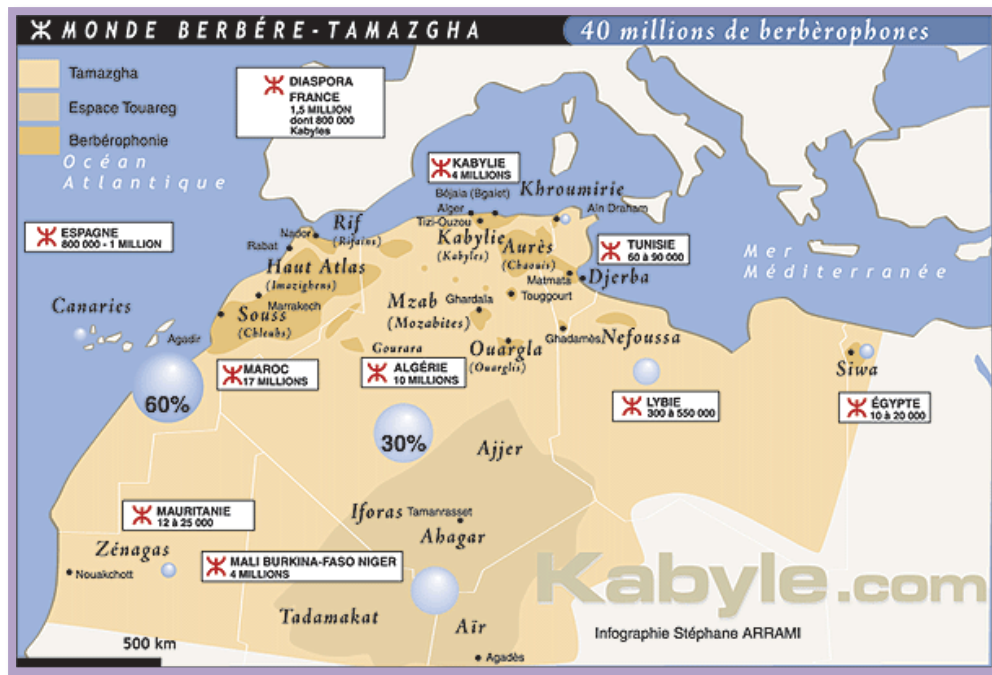 MONDE BERBÉRE-TAMAZGHA
40 millions de berbèrophones
Tamazgha
Espace Touareg
Berbérophonie
Océan
Atlantique
DIASPORA
FRANCE
1,5 MILLION
dont 800 000
Kabyles
KABYLIE
4 MILLIONS
Béjaia (Bgaiet)
Khroumirie
Alger
Ain Draham
Tizi-Ouzou
ESPAGNE
800 000 - 1 MILLION
Rif
(Rifains)
Nador
Rabat
Kabylie
(Kabyles)
Aurès
(Chaouis)
TUNISIE
60 à 90 000
Mer
Méditerranée
Haut Atlas
(Imazighens)
Matmata
Djerba
Marrakech
Canaries
Souss
(Chleuhs)
Agadir
Mzab
(Mozabites)
Ghardaïa
Touggourt
Gourara
Ouargla
(Ouarglis)
Ghadamès
Nefoussa
Siwa
MAROC
17 MILLIONS
ALGÉRIE
10 MILLIONS
LYBIE
300 à 550 000
ÉGYPTE
10 à 20 000
60%
30%
Ajjer
MAURITANIE
12 à 25 000
Iforas
Tamanrasset
Ahagar
Zénagas
Nouakchott
MALI BURKINA-FASO NIGER
4 MILLIONS
Kabyle.com
Tadamakat
Aïr
Infographie Stéphane ARRAMI
500 km
Agadès